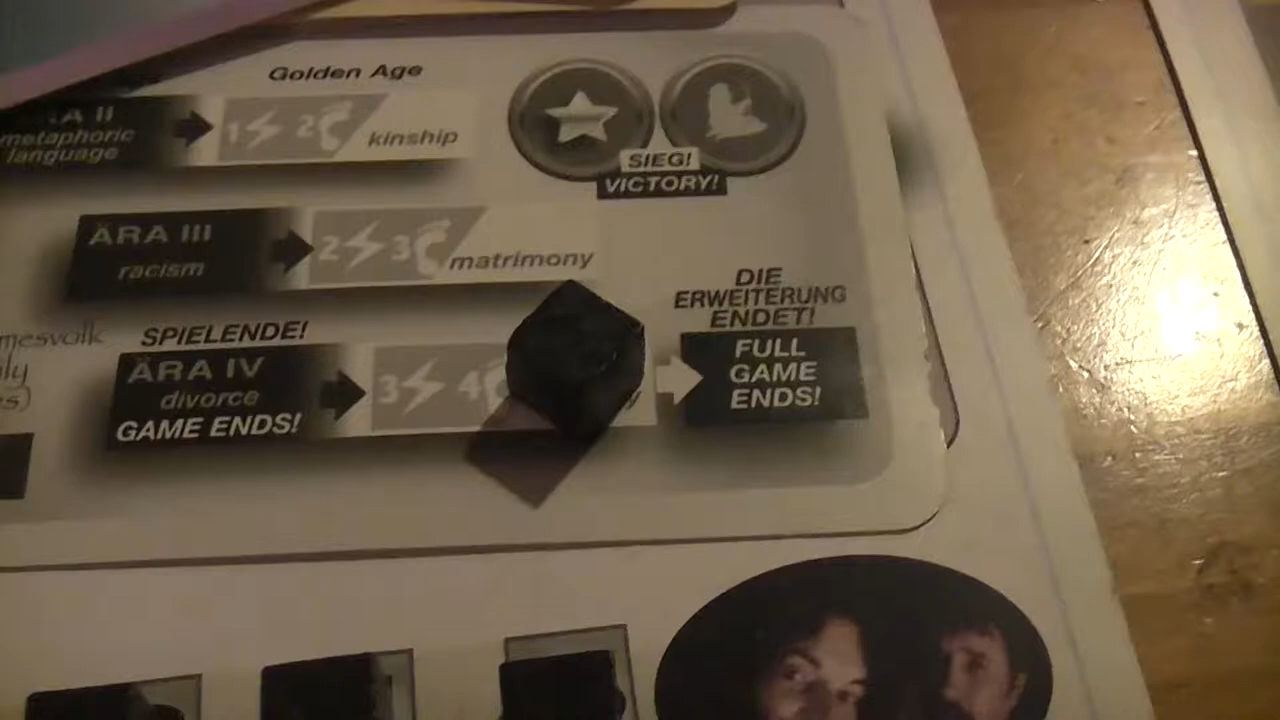 Golden Age
metaphoric
language
1 2
kinship
SIEG!
VICTORY!
ÄRA III
racism
2 3
matrimony
DIE
ERWEITERUNG
ENDET!
SPIELENDE!
ÄRA IV
divorce
GAME ENDS!
3 4
FULL
GAME
ENDS!